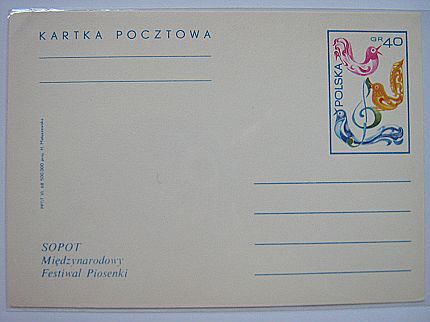 KARTKA POCZTOWA
GR 40
POLSKA
SOPOT
Międzynarodowy
Festiwal Piosenki